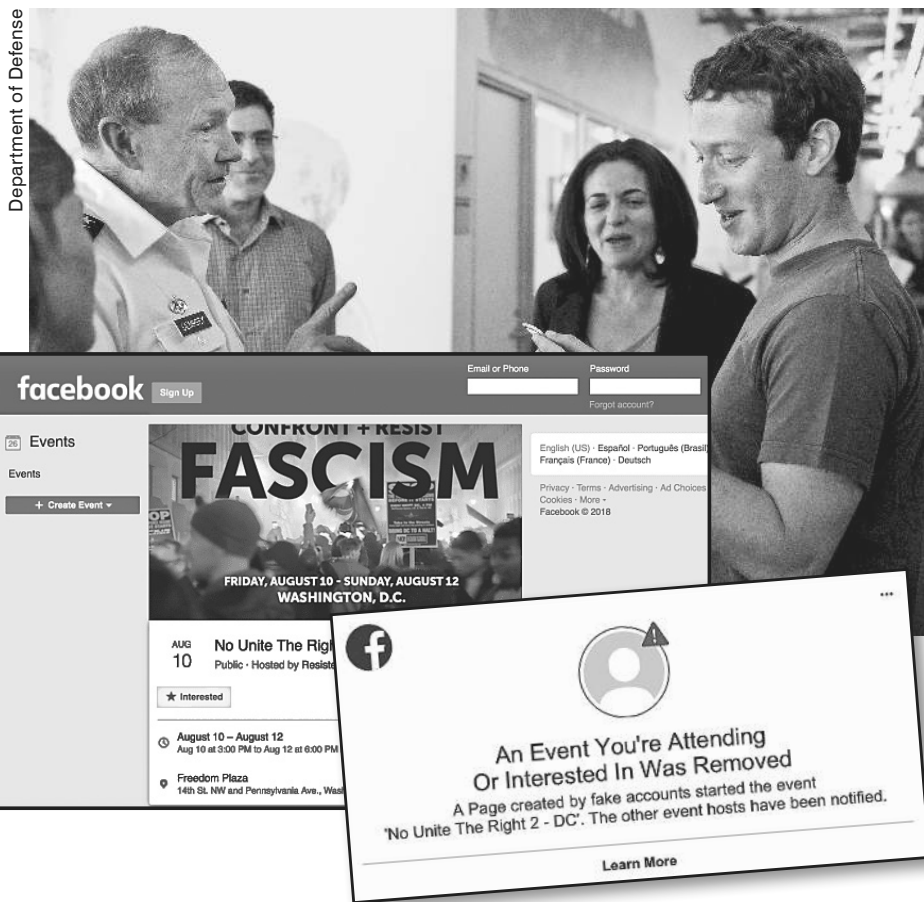 Department of Defense
DEMPSEY
facebook
Sign Up
Email or Phone
Password
Forgot account?
26
Events
Events
+ Create Event
CONFRONT + RESIST
FASCISM
FRIDAY, AUGUST 10 - SUNDAY, AUGUST 12
WASHINGTON, D.C.
English (US) · Español · Português (Brasil)
Français (France) · Deutsch
Privacy · Terms · Advertising · Ad Choices
Cookies · More
Facebook © 2018
AUG
10
No Unite The Righ
Public · Hosted by Resiste
Interested
August 10 – August 12
Aug 10 at 3:00 PM to Aug 12 at 6:00 PM
Freedom Plaza
14th St. NW and Pennsylvania Ave., Wash
An Event You're Attending
Or Interested In Was Removed
A Page created by fake accounts started the event
'No Unite The Right 2 - DC'. The other event hosts have been notified.
Learn More